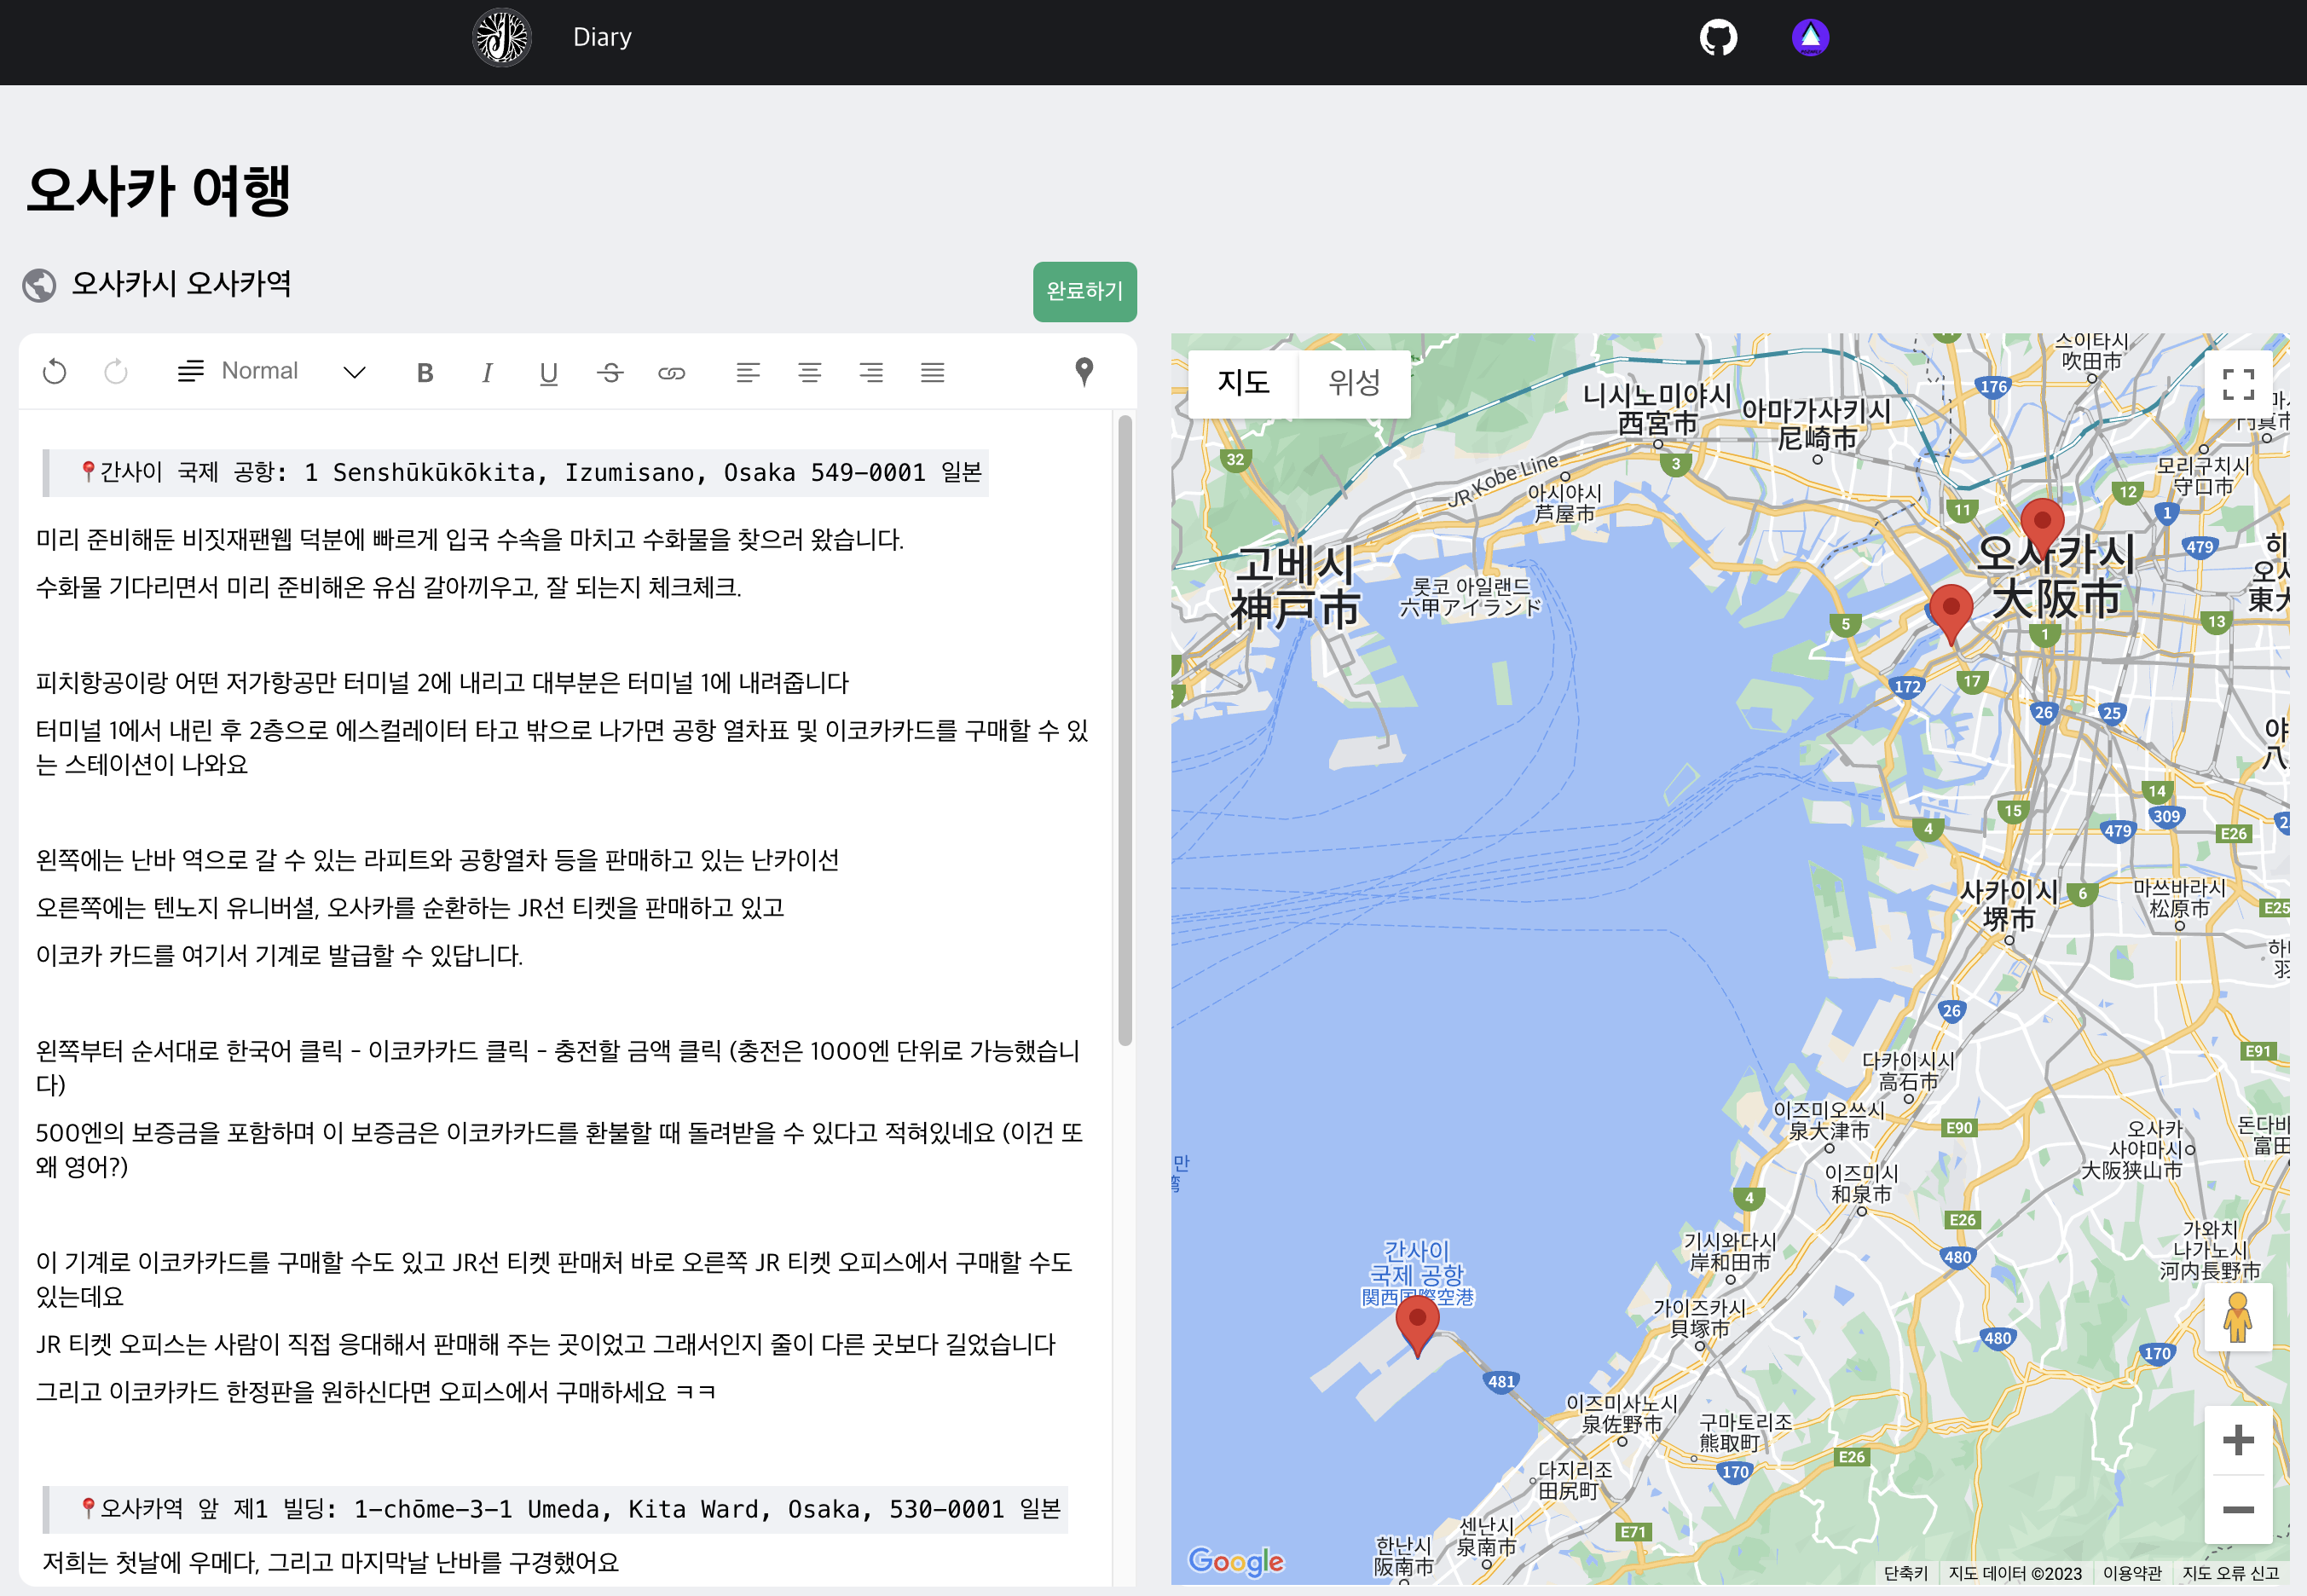 Diary
오사카 여행
오사카시 오사카역
완료하기
Normal
B I U S
📍간사이 국제 공항: 1 Senshūkūkōkita, Izumisano, Osaka 549-0001 일본
미리 준비해둔 비짓재팬웹 덕분에 빠르게 입국 수속을 마치고 수화물을 찾으러 왔습니다.
수화물 기다리면서 미리 준비해온 유심 갈아끼우고, 잘 되는지 체크체크.
피치항공이랑 어떤 저가항공만 터미널 2에 내리고 대부분은 터미널 1에 내려줍니다
터미널 1에서 내린 후 2층으로 에스컬레이터 타고 밖으로 나가면 공항 열차표 및 이코카카드를 구매할 수 있
는 스테이션이 나와요
왼쪽에는 난바 역으로 갈 수 있는 라피트와 공항열차 등을 판매하고 있는 난카이선
오른쪽에는 텐노지 유니버셜, 오사카를 순환하는 JR선 티켓을 판매하고 있고
이코카 카드를 여기서 기계로 발급할 수 있답니다.
왼쪽부터 순서대로 한국어 클릭 - 이코카카드 클릭 - 충전할 금액 클릭 (충전은 1000엔 단위로 가능했습니
다)
500엔의 보증금을 포함하며 이 보증금은 이코카카드를 환불할 때 돌려받을 수 있다고 적혀있네요 (이건 또
왜 영어?)
이 기계로 이코카카드를 구매할 수도 있고 JR선 티켓 판매처 바로 오른쪽 JR 티켓 오피스에서 구매할 수도
있는데요
JR 티켓 오피스는 사람이 직접 응대해서 판매해 주는 곳이었고 그래서인지 줄이 다른 곳보다 길었습니다
그리고 이코카카드 한정판을 원하신다면 오피스에서 구매하세요 ㅋㅋ
📍오사카역 앞 제1 빌딩: 1-chōme-3-1 Umeda, Kita Ward, Osaka, 530-0001 일본
저희는 첫날에 우메다, 그리고 마지막날 난바를 구경했어요
지도
위성
스이타시
吹田市
176
니시노미야시
西宮市
아마가사키시
尼崎市
32
3
JR Kobe Line
아시야시
芦屋市
모리구치시
守口市
12
11
1
479
오사카시
大阪市
고베시
神戸市
롯코 아일랜드
六甲アイランド
5
1
13
172
17
26
25
15
14
4
479
309
E26
사카이시
堺市
6
마쓰바라시
松原市
E25
26
E91
다카이시시
高石市
이즈미오쓰시
泉大津市
E90
오사카
사야마시
大阪狭山市
이즈미시
和泉市
4
E26
480
가와치
나가노시
河内長野市
기시와다시
岸和田市
간사이
국제 공항
関西国際空港
가이즈카시
貝塚市
480
170
481
이즈미사노시
泉佐野市
구마토리조
熊取町
E26
170
다지리조
田尻町
E71
센난시
泉南市
한난시
阪南市
Google
단축키
지도 데이터 ©2023
이용약관
지도 오류 신고